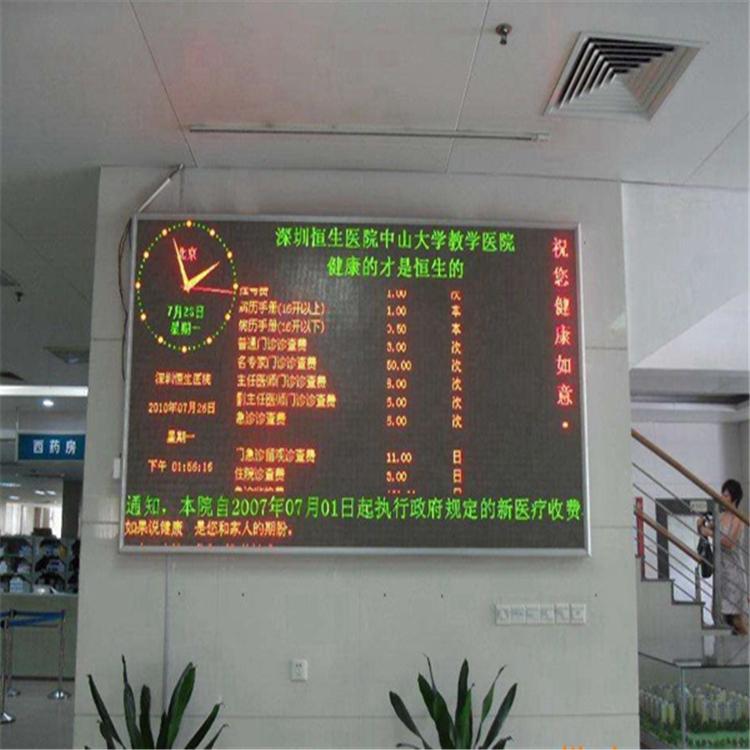 深圳恒生医院中山大学教学医院
健康的才是恒生的
北京
7月26日
星期一
深圳恒生医院
2010年07月26日
星期一
下午 01:56:16
挂号费 1.00 次
病历手册(16开以上) 1.00 本
病历手册(16开以下) 0.50 本
普通门诊诊查费 3.00 次
名专家门诊诊查费 50.00 次
主任医师门诊诊查费 8.00 次
副主任医师门诊诊查费 5.00 次
急诊诊查费 5.00 次
门急诊留观诊查费 11.00 日
住院诊查费 3.00 日
祝您健康如意.
通知，本院自2007年07月01日起执行政府规定的新医疗收费
如果说健康 是您和家人的期盼，
西药房